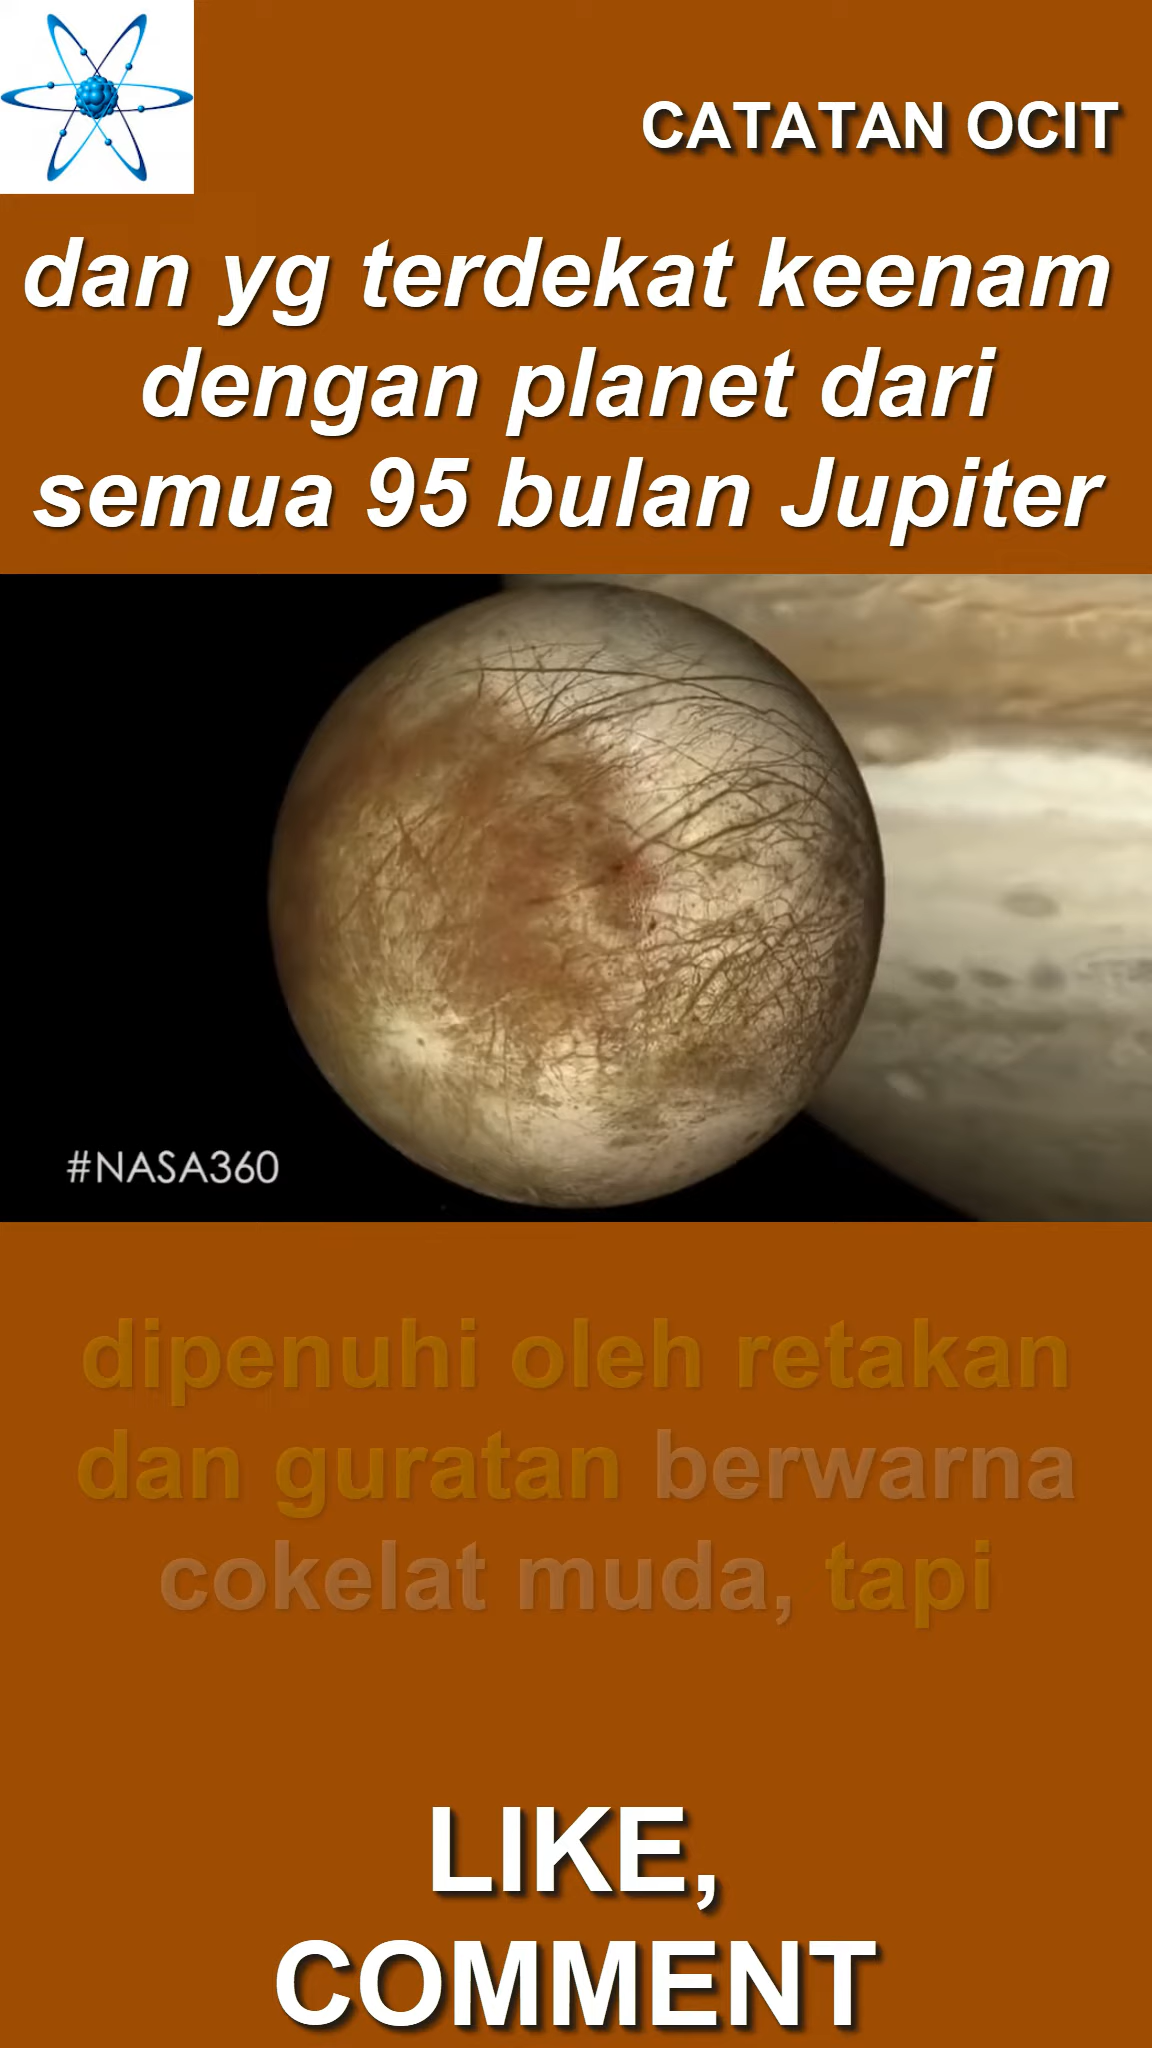 CATATAN OCIT
dan yg terdekat keenam
dengan planet dari
semua 95 bulan Jupiter
#NASA360
dipenuhi oleh retakan
dan guratan berwarna
cokelat muda, tapi
LIKE,
COMMENT